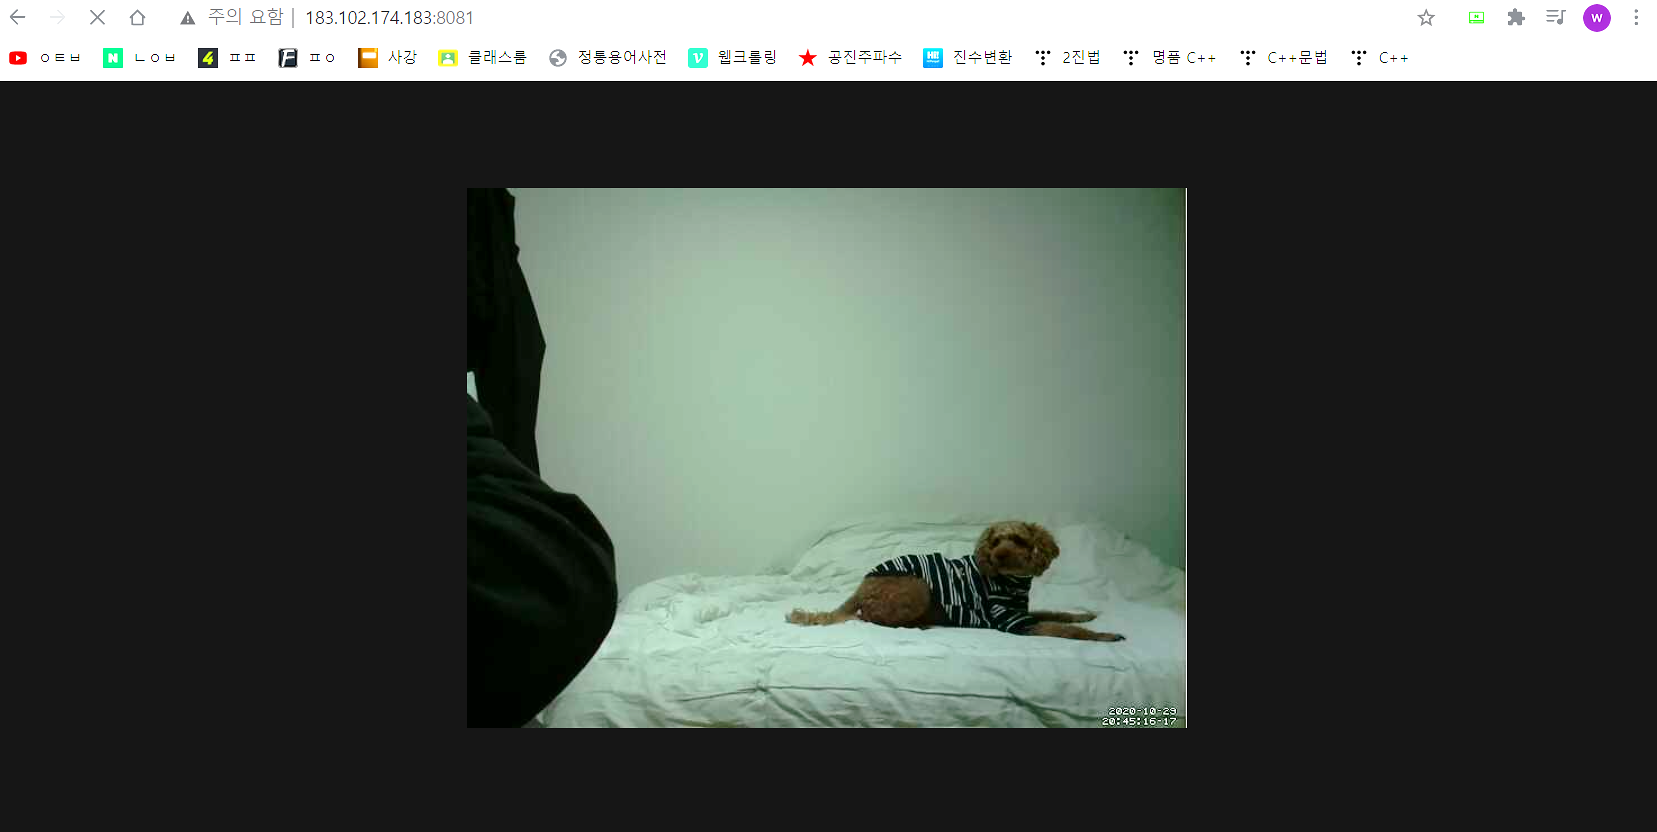 주의 요함 | 183.102.174.183:8081
ㅇㅌㅂ N ㄴㅇㅂ 4 ㅍㅍ F ㅍㅇ 사강 클래스룸 정통용어사전 V 웹크롤링 공진주파수 Hi! 진수변환 2진법 명품 C++ C++문법 C++
W
2020-10-29
20:45:16-17